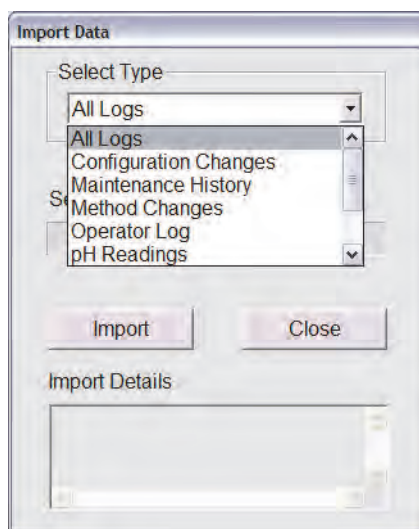 Import Data
Select Type
All Logs
All Logs
Configuration Changes
Maintenance History
Method Changes
Operator Log
pH Readings
Import
Close
Import Details